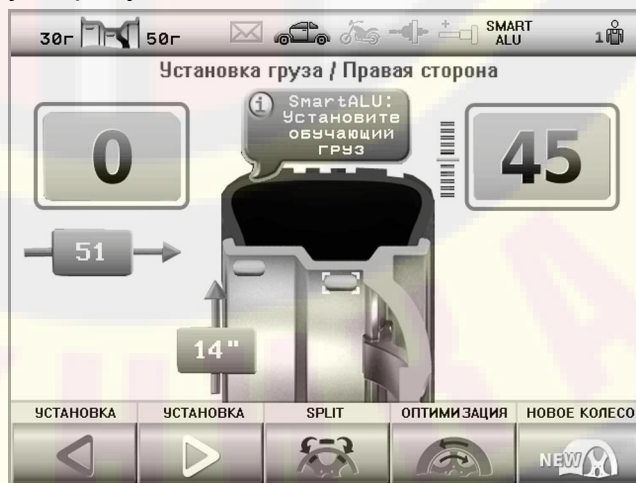 30г 50г SMART ALU 1
Установка груза / Правая сторона
SmartALU:
Установите
обучающий
груз
0
45
51
14"
УСТАНОВКА УСТАНОВКА SPLIT ОПТИМИЗАЦИЯ НОВОЕ КОЛЕСО
NEW